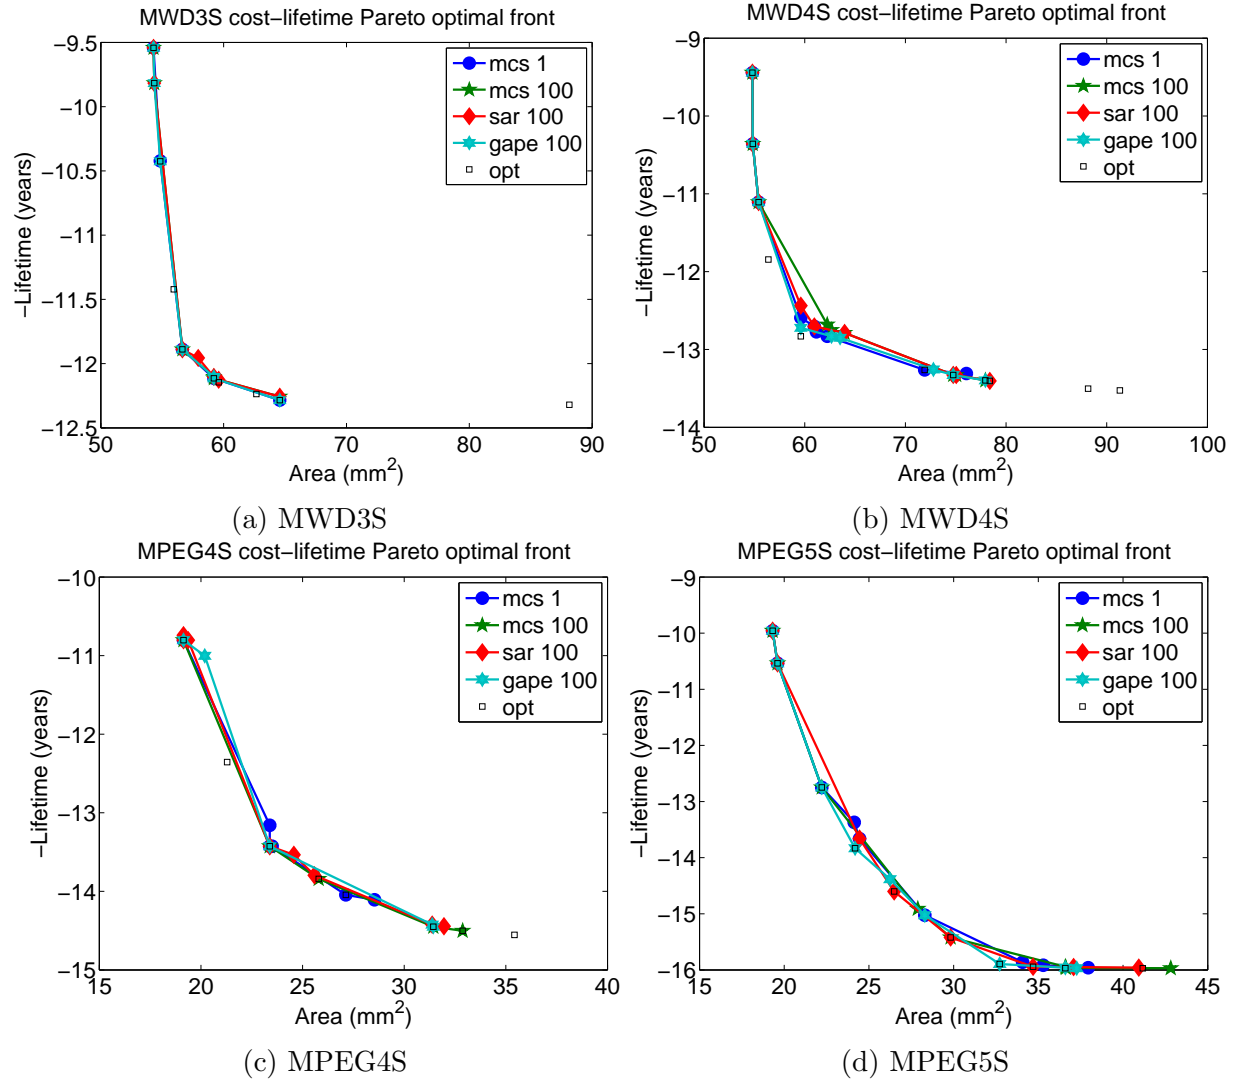 MWD3S cost−lifetime Pareto optimal front
−9.5
−10
−10.5
−11
−11.5
−12
−12.5
50
60
70
80
90
−Lifetime (years)
Area (mm2)
mcs 1
mcs 100
sar 100
gape 100
opt
(a) MWD3S
MWD4S cost−lifetime Pareto optimal front
−9
−10
−11
−12
−13
−14
50
60
70
80
90
100
−Lifetime (years)
Area (mm2)
mcs 1
mcs 100
sar 100
gape 100
opt
(b) MWD4S
MPEG4S cost−lifetime Pareto optimal front
−10
−11
−12
−13
−14
−15
15
20
25
30
35
40
−Lifetime (years)
Area (mm2)
mcs 1
mcs 100
sar 100
gape 100
opt
(c) MPEG4S
MPEG5S cost−lifetime Pareto optimal front
−9
−10
−11
−12
−13
−14
−15
−16
15
20
25
30
35
40
45
−Lifetime (years)
Area (mm2)
mcs 1
mcs 100
sar 100
gape 100
opt
(d) MPEG5S